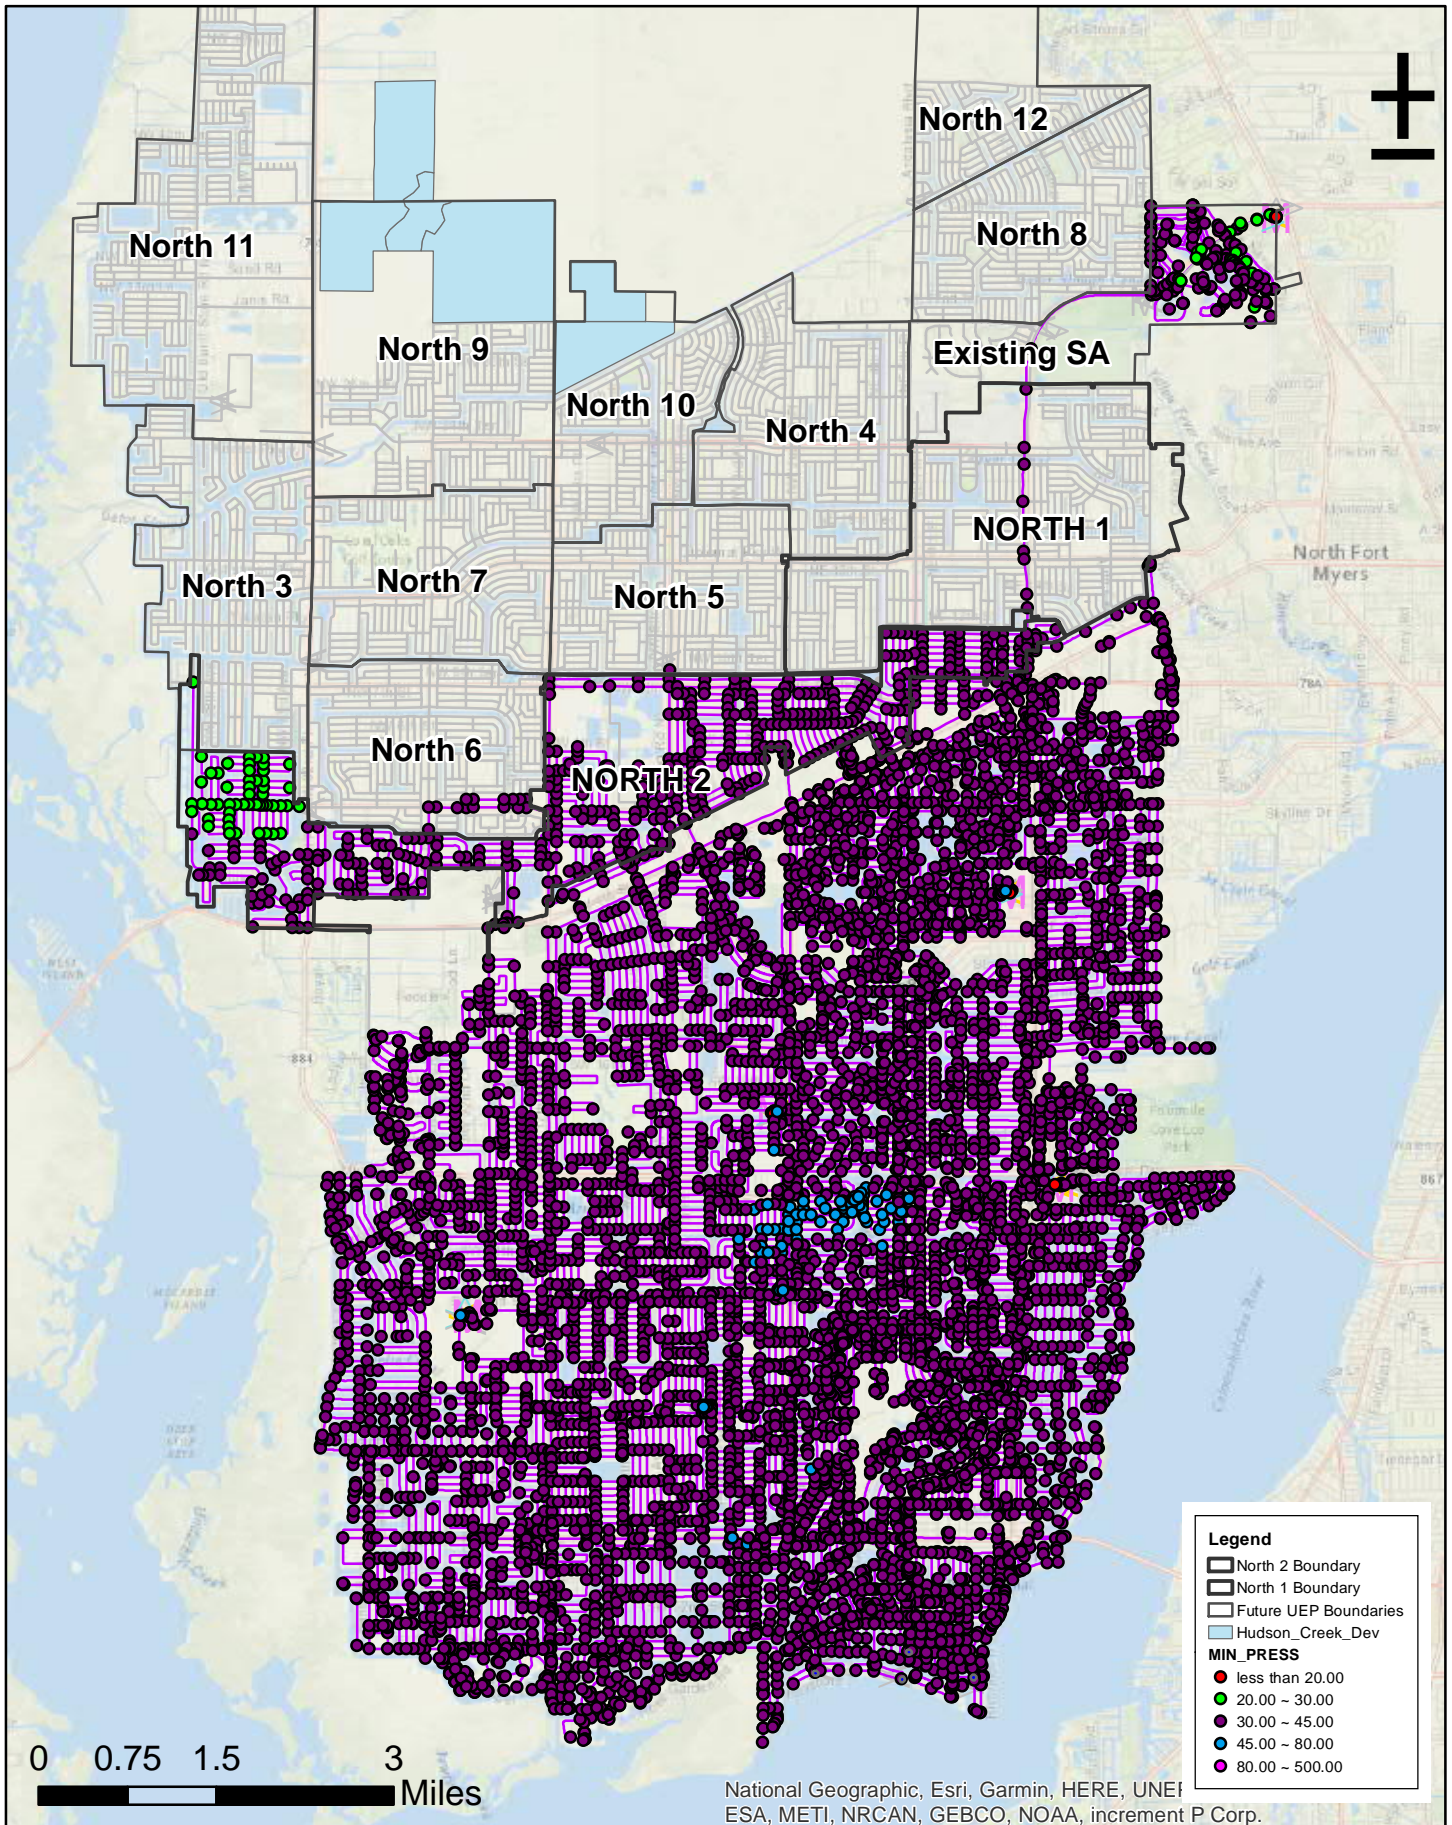 North 12
North 11
North 8
North 9
Existing SA
North 10
North 4
NORTH 1
North Fort
Myers
North 3
North 7
North 5
78A
North 6
NORTH 2
884
867
Legend
North 2 Boundary
North 1 Boundary
Future UEP Boundaries
Hudson_Creek_Dev
MIN_PRESS
less than 20.00
20.00 ~ 30.00
30.00 ~ 45.00
45.00 ~ 80.00
80.00 ~ 500.00
0 0.75 1.5 3
Miles
National Geographic, Esri, Garmin, HERE, UNEP
ESA, METI, NRCAN, GEBCO, NOAA, increment P Corp.